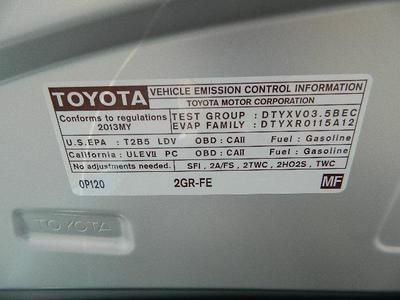 TOYOTA
VEHICLE EMISSION CONTROL INFORMATION
TOYOTA MOTOR CORPORATION
Conforms to regulations
2013MY
TEST GROUP : DTYXV03.5BEC
EVAP FAMILY : DTYXR0115A12
U.S.EPA : T2B5 LDV OBD : CAII Fuel : Gasoline
California : ULEVII PC OBD : CAII Fuel : Gasoline
No adjustments needed. SFI , 2A/FS , 2TWC , 2HO2S , TWC
0P120 2GR-FE MF
TOYOTA